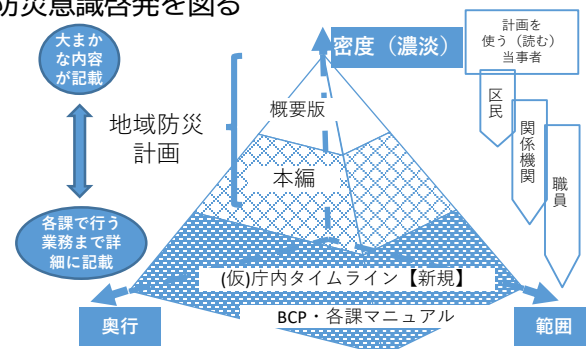 防災意識啓発を図る
大まか
な内容
が記載
密度（濃淡）
計画を
使う（読む）
当事者
地域防災
計画
概要版
本編
区民
関係機関
職員
各課で行う
業務まで詳
細に記載
(仮)庁内タイムライン【新規】
BCP・各課マニュアル
奥行
範囲